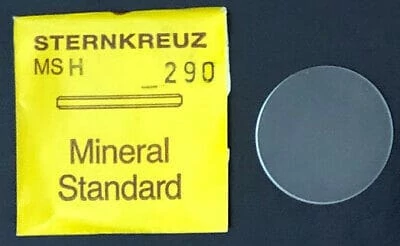 STERNKREUZ
MS H 290
Mineral
Standard